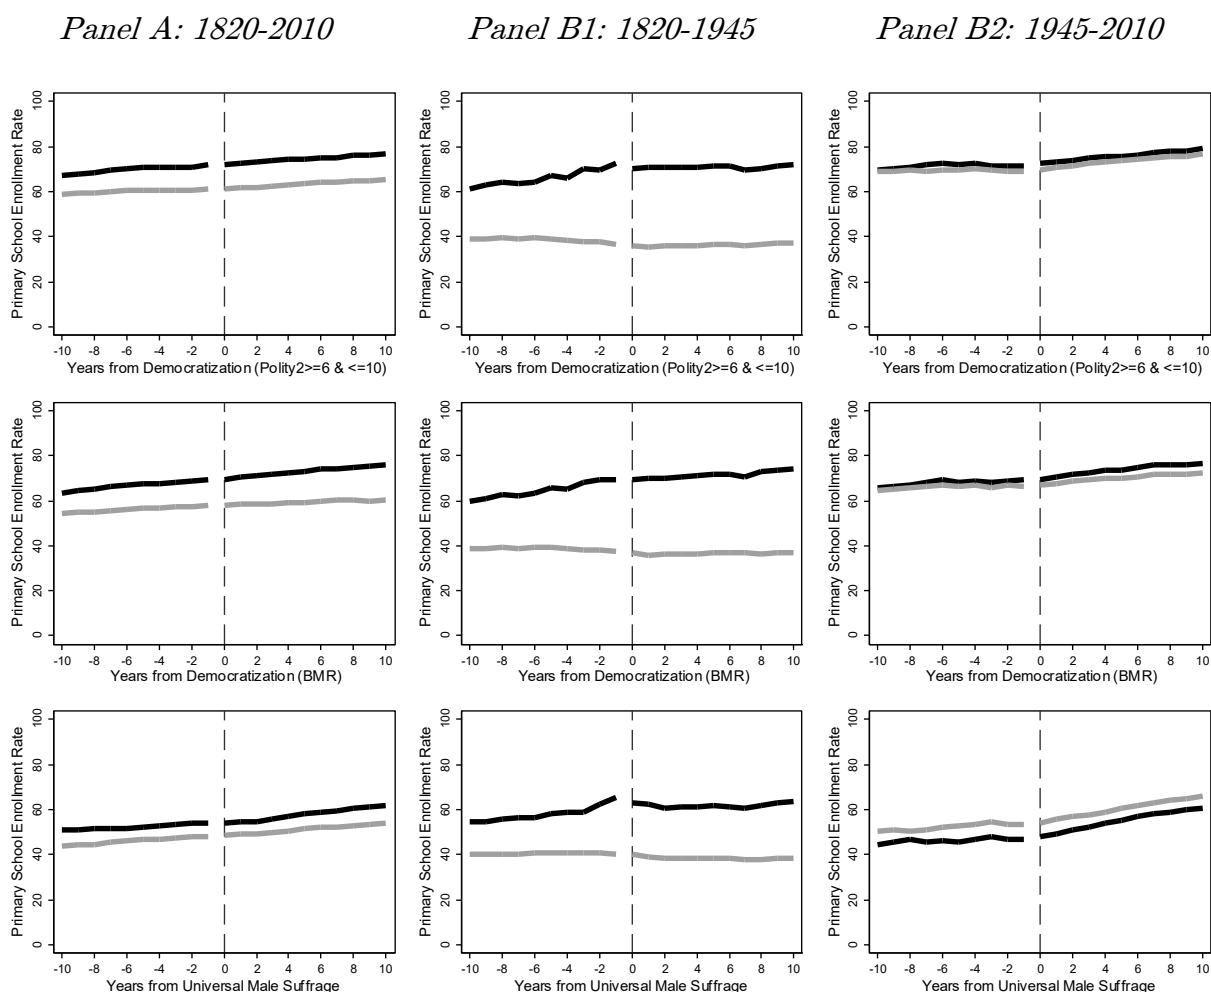 Panel A: 1820-2010
Panel B1: 1820-1945
Panel B2: 1945-2010
Primary School Enrollment Rate
100
80
60
40
20
0
-10 -8 -6 -4 -2 0 2 4 6 8 10
Years from Democratization (Polity2>=6 & <=10)
Primary School Enrollment Rate
100
80
60
40
20
0
-10 -8 -6 -4 -2 0 2 4 6 8 10
Years from Democratization (Polity2>=6 & <=10)
Primary School Enrollment Rate
100
80
60
40
20
0
-10 -8 -6 -4 -2 0 2 4 6 8 10
Years from Democratization (Polity2>=6 & <=10)
Primary School Enrollment Rate
100
80
60
40
20
0
-10 -8 -6 -4 -2 0 2 4 6 8 10
Years from Democratization (BMR)
Primary School Enrollment Rate
100
80
60
40
20
0
-10 -8 -6 -4 -2 0 2 4 6 8 10
Years from Democratization (BMR)
Primary School Enrollment Rate
100
80
60
40
20
0
-10 -8 -6 -4 -2 0 2 4 6 8 10
Years from Democratization (BMR)
Primary School Enrollment Rate
100
80
60
40
20
0
-10 -8 -6 -4 -2 0 2 4 6 8 10
Years from Universal Male Suffrage
Primary School Enrollment Rate
100
80
60
40
20
0
-10 -8 -6 -4 -2 0 2 4 6 8 10
Years from Universal Male Suffrage
Primary School Enrollment Rate
100
80
60
40
20
0
-10 -8 -6 -4 -2 0 2 4 6 8 10
Years from Universal Male Suffrage